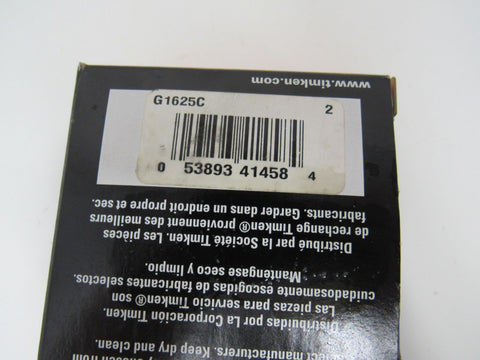 G1625C 2
0 53893 41458 4
from
manufacturers. Keep dry and clean.
Distribuidas por La Corporación Timken.
Las piezas para servicio Timken® son
cuidadosamente escogidas de fabricantes selectos.
Manténgase seco y limpio.
Distribué par la Société Timken. Les pièces
de rechange Timken® proviennent des meilleurs
fabricants. Garder dans un endroit propre et sec.
www.timken.com